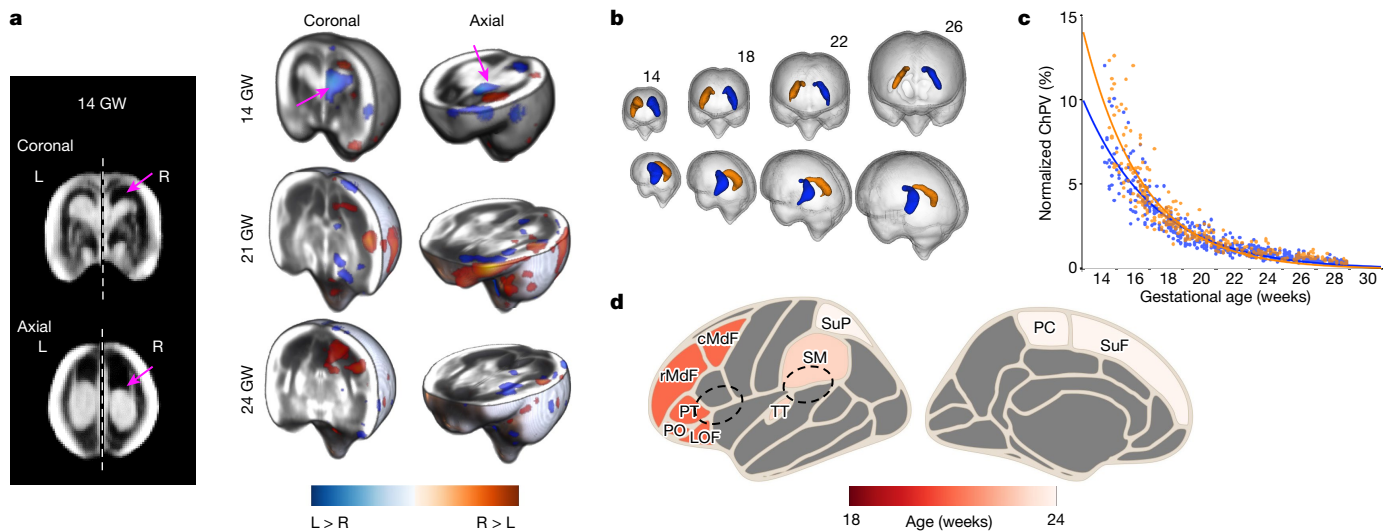 a
14 GW
Coronal
L
R
Axial
L
R
Coronal
Axial
14 GW
21 GW
24 GW
L > R
R > L
b
14
18
22
26
c
Normalized ChPV (%)
15
10
5
0
14 16 18 20 22 24 26 28 30
Gestational age (weeks)
d
SuP
cMdF
SM
rMdF
PT
TT
PO
LOF
PC
SuF
18
Age (weeks)
24